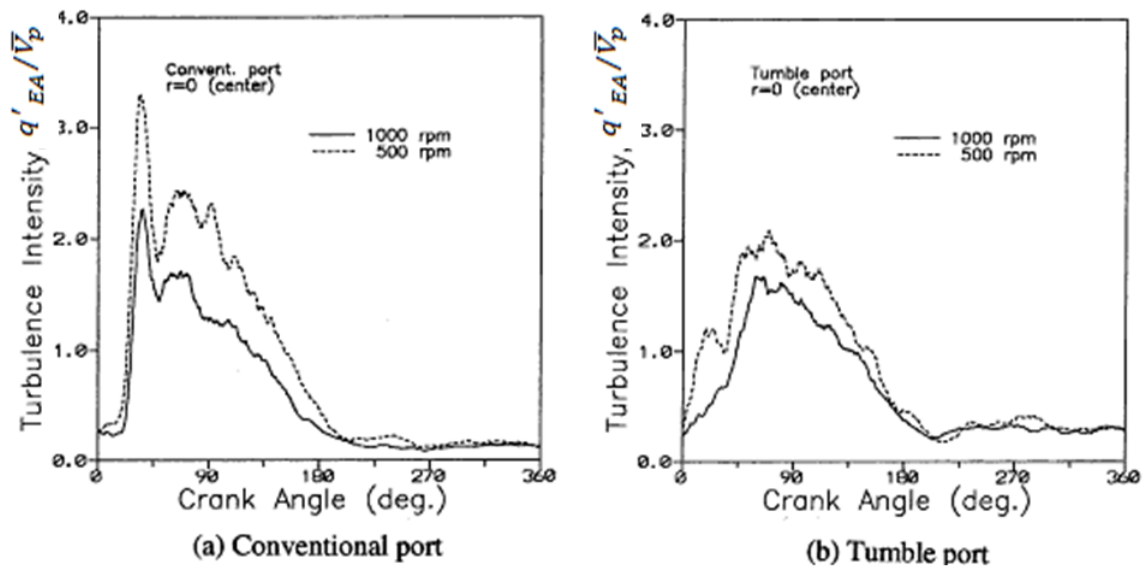 Turbulence Intensity q'EA/V̅p
4.0
3.0
2.0
1.0
0.0
Convent. port
r=0 (center)
1000 rpm
500 rpm
0
90
180
270
360
Crank Angle (deg.)
(a) Conventional port
Turbulence Intensity, q'EA/V̅p
4.0
3.0
2.0
1.0
0.0
Tumble port
r=0 (center)
1000 rpm
500 rpm
0
90
180
270
360
Crank Angle (deg.)
(b) Tumble port